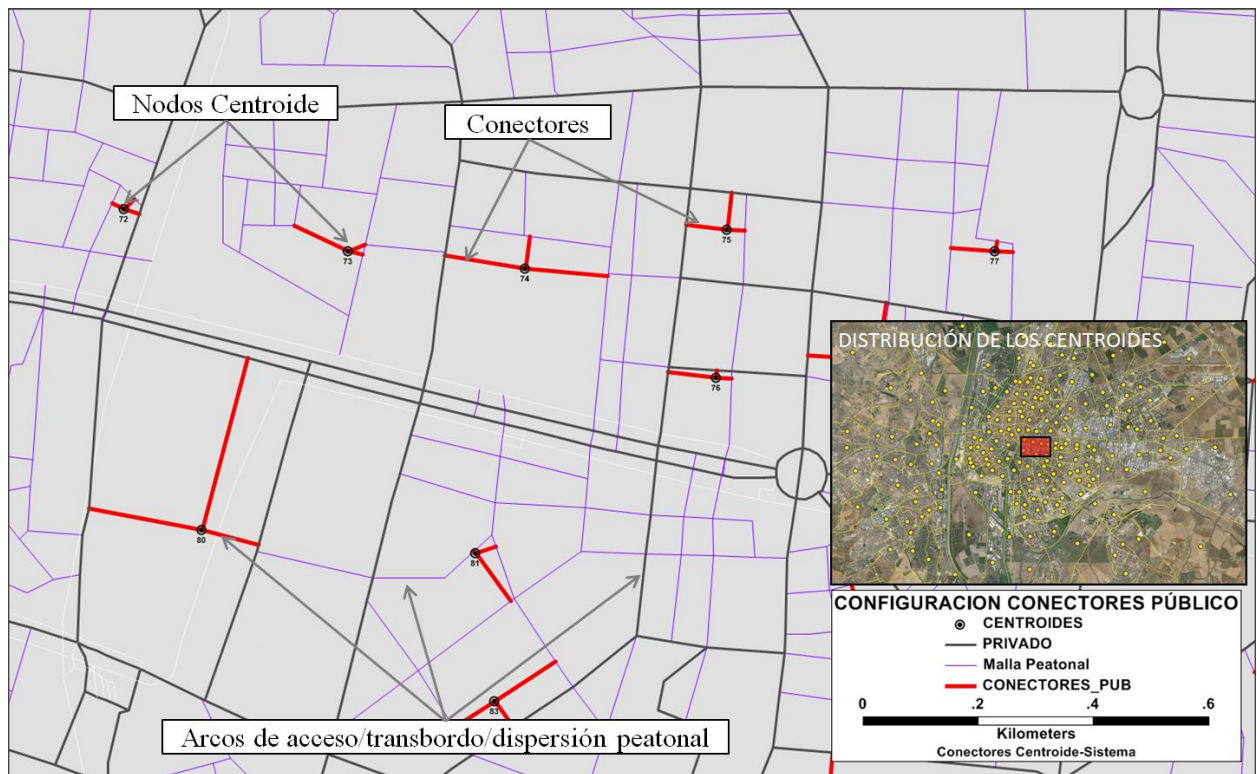 Nodos Centroide
Conectores
72
73
74
75
77
76
80
81
83
Arcos de acceso/transbordo/dispersión peatonal
DISTRIBUCIÓN DE LOS CENTROIDES
CONFIGURACION CONECTORES PÚBLICO
CENTROIDES
PRIVADO
Malla Peatonal
CONECTORES_PUB
0 .2 .4 .6
Kilometers
Conectores Centroide-Sistema